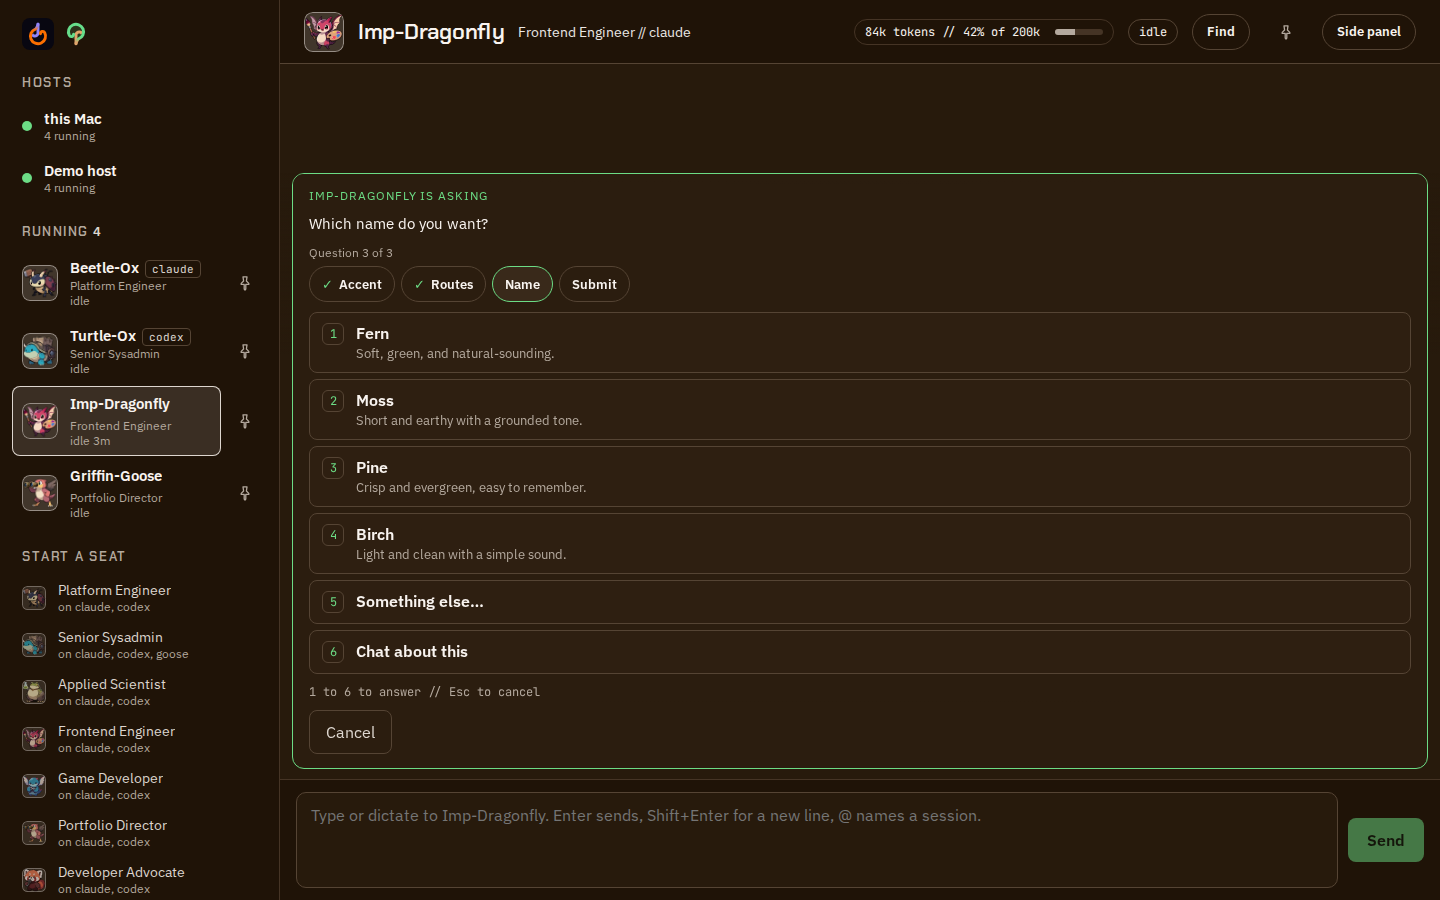 HOSTS
this Mac
4 running
Demo host
4 running
RUNNING 4
Beetle-Ox claude
Platform Engineer
idle
Turtle-Ox codex
Senior Sysadmin
idle
Imp-Dragonfly
Frontend Engineer
idle 3m
Griffin-Goose
Portfolio Director
idle
START A SEAT
Platform Engineer
on claude, codex
Senior Sysadmin
on claude, codex, goose
Applied Scientist
on claude, codex
Frontend Engineer
on claude, codex
Game Developer
on claude, codex
Portfolio Director
on claude, codex
Developer Advocate
on claude, codex
Imp-Dragonfly Frontend Engineer // claude 84k tokens // 42% of 200k idle Find Side panel
IMP-DRAGONFLY IS ASKING
Which name do you want?
Question 3 of 3
✓ Accent ✓ Routes Name Submit
1 Fern
Soft, green, and natural-sounding.
2 Moss
Short and earthy with a grounded tone.
3 Pine
Crisp and evergreen, easy to remember.
4 Birch
Light and clean with a simple sound.
5 Something else...
6 Chat about this
1 to 6 to answer // Esc to cancel
Cancel
Type or dictate to Imp-Dragonfly. Enter sends, Shift+Enter for a new line, @ names a session.
Send